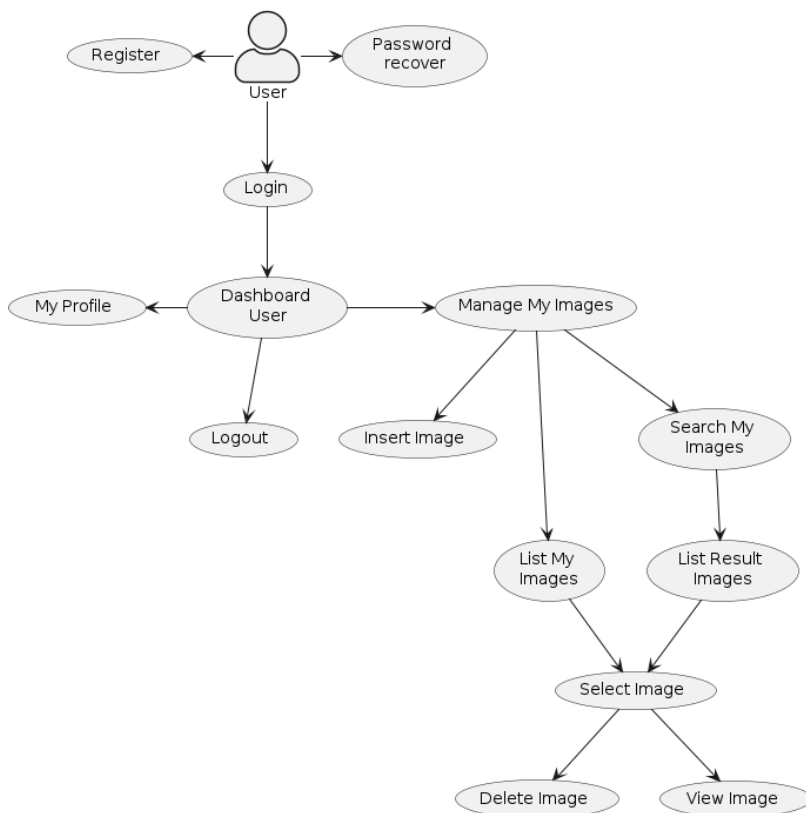 Register
Password
recover
User
Login
My Profile
Dashboard
User
Manage My Images
Logout
Insert Image
Search My
Images
List My
Images
List Result
Images
Select Image
Delete Image
View Image